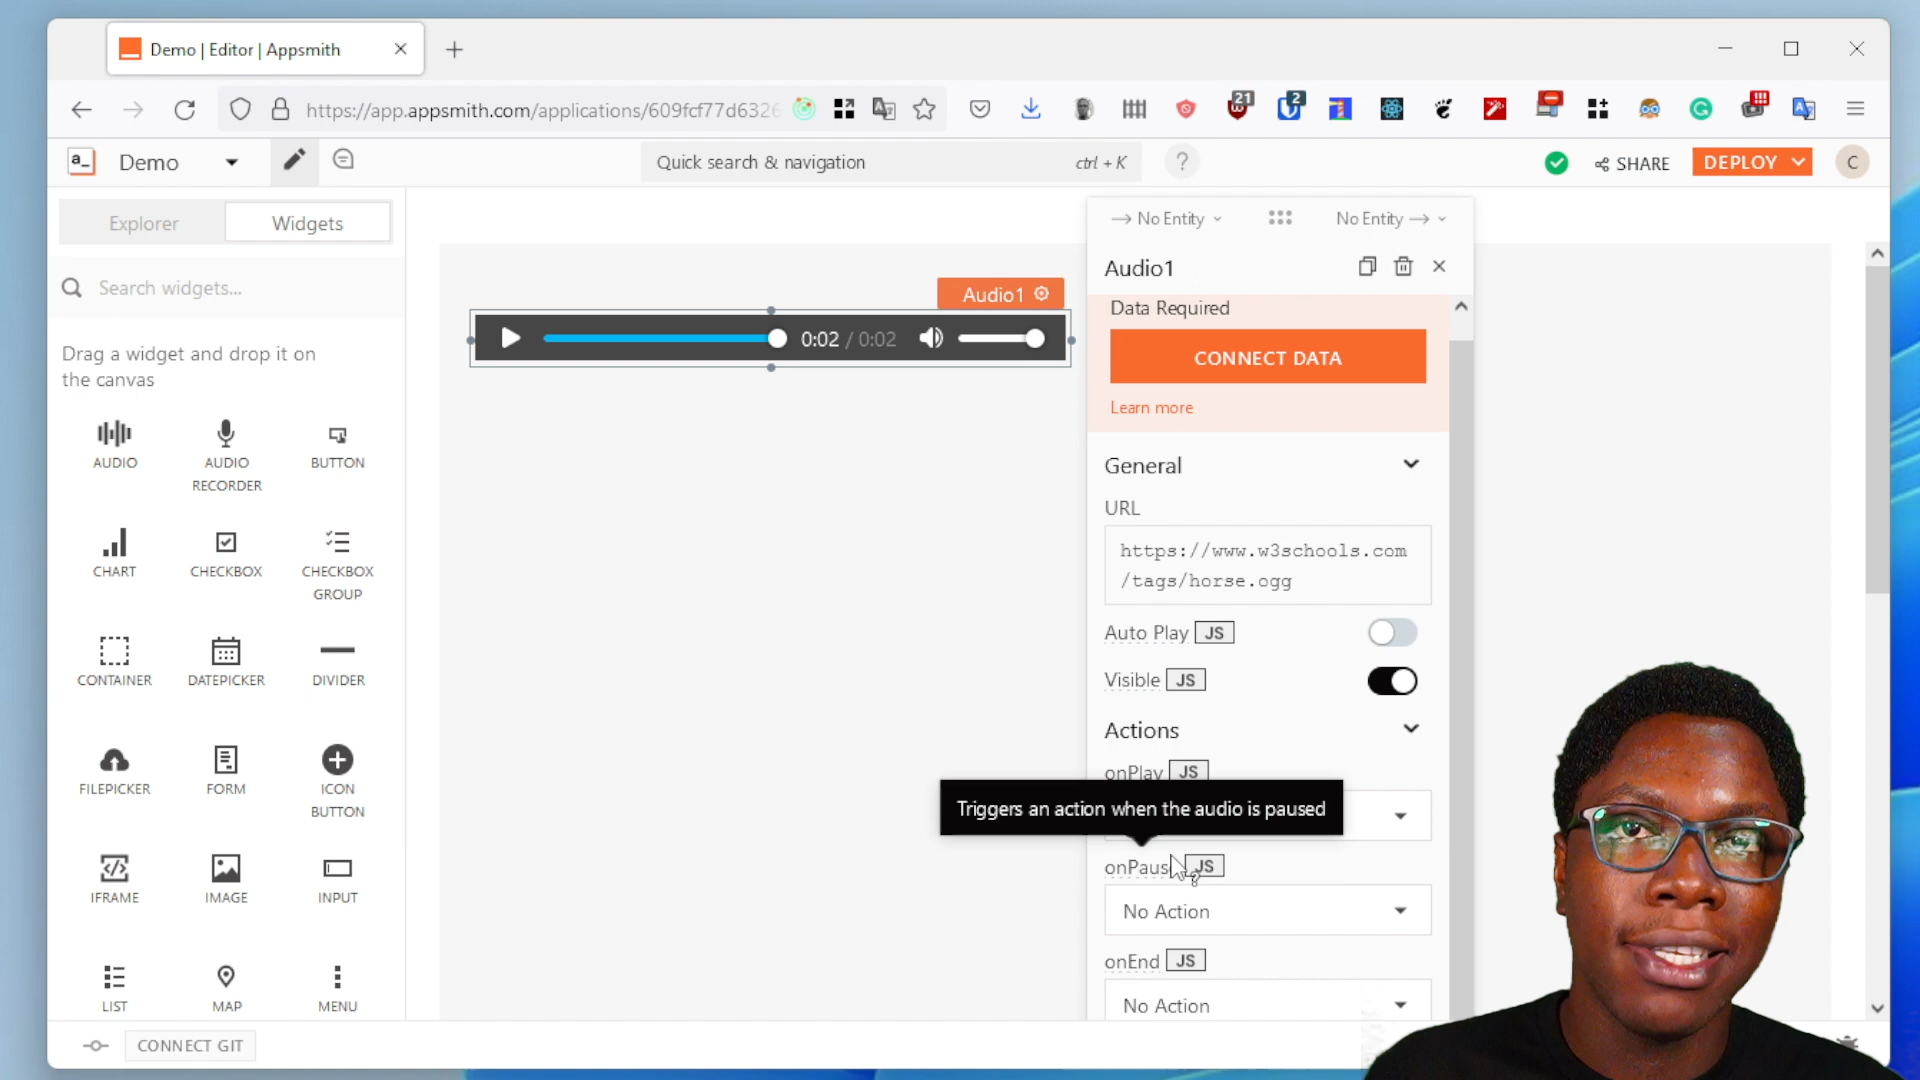 Demo | Editor | Appsmith
https://app.appsmith.com/applications/609fcf77d6326
21
2
a_
Demo
Quick search & navigation
ctrl + K
?
SHARE
DEPLOY
C
Explorer
Widgets
Search widgets...
Drag a widget and drop it on
the canvas
AUDIO
AUDIO
RECORDER
BUTTON
CHART
CHECKBOX
CHECKBOX
GROUP
CONTAINER
DATEPICKER
DIVIDER
FILEPICKER
FORM
ICON
BUTTON
IFRAME
IMAGE
INPUT
LIST
MAP
MENU
CONNECT GIT
Audio1
0:02 / 0:02
No Entity
No Entity
Audio1
Data Required
CONNECT DATA
Learn more
General
URL
https://www.w3schools.com
/tags/horse.ogg
Auto Play JS
Visible JS
Actions
onPlay JS
Triggers an action when the audio is paused
onPaus JS
No Action
onEnd JS
No Action